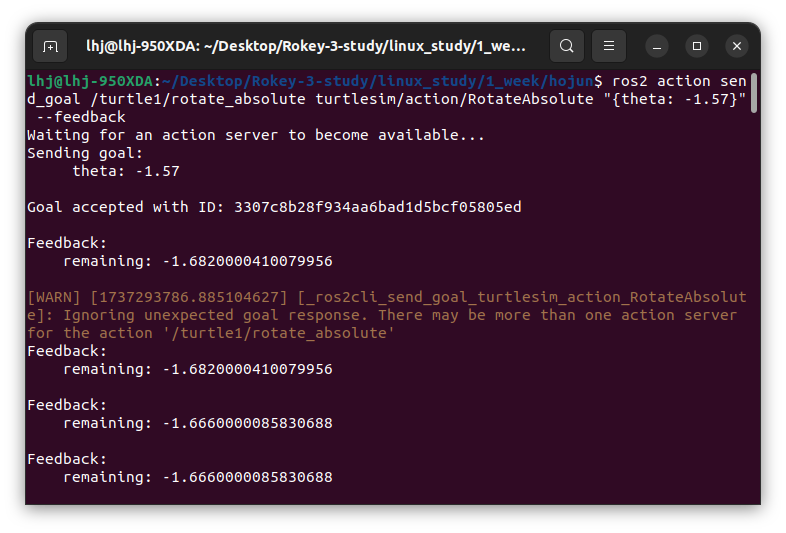 lhj@lhj-950XDA: ~/Desktop/Rokey-3-study/linux_study/1_we...
lhj@lhj-950XDA:~/Desktop/Rokey-3-study/linux_study/1_week/hojun$ ros2 action sen
d_goal /turtle1/rotate_absolute turtlesim/action/RotateAbsolute "{theta: -1.57}"
 --feedback
Waiting for an action server to become available...
Sending goal:
     theta: -1.57

Goal accepted with ID: 3307c8b28f934aa6bad1d5bcf05805ed

Feedback:
    remaining: -1.6820000410079956

[WARN] [1737293786.885104627] [_ros2cli_send_goal_turtlesim_action_RotateAbsolut
e]: Ignoring unexpected goal response. There may be more than one action server
for the action '/turtle1/rotate_absolute'
Feedback:
    remaining: -1.6820000410079956

Feedback:
    remaining: -1.6660000085830688

Feedback:
    remaining: -1.6660000085830688